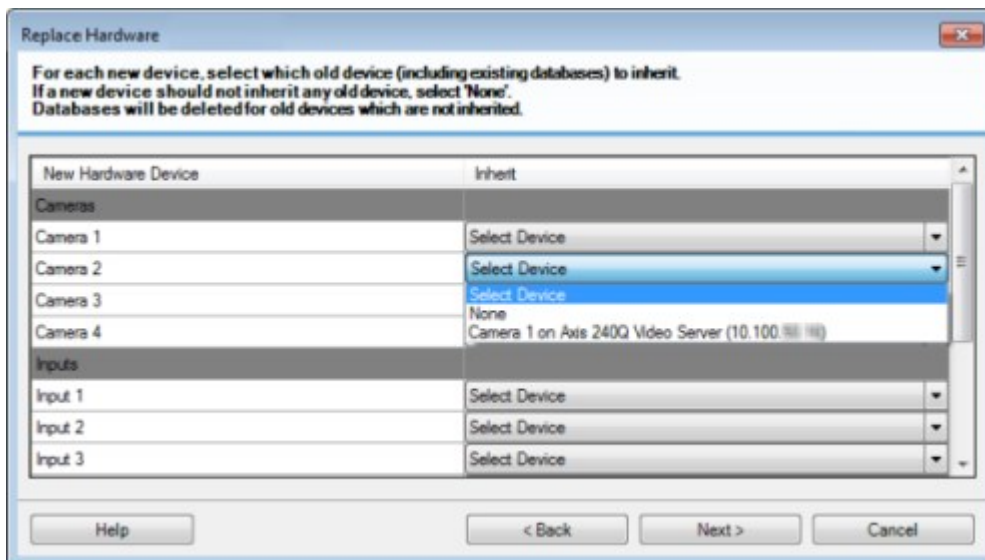 Replace Hardware
For each new device, select which old device (including existing databases) to inherit.
If a new device should not inherit any old device, select 'None'.
Databases will be deleted for old devices which are not inherited.
New Hardware Device Inherit
Cameras
Camera 1 Select Device
Camera 2 Select Device
Camera 3 Select Device
None
Camera 4 Camera 1 on Axis 240Q Video Server (10.100.
Inputs
Input 1 Select Device
Input 2 Select Device
Input 3 Select Device
Help < Back Next > Cancel